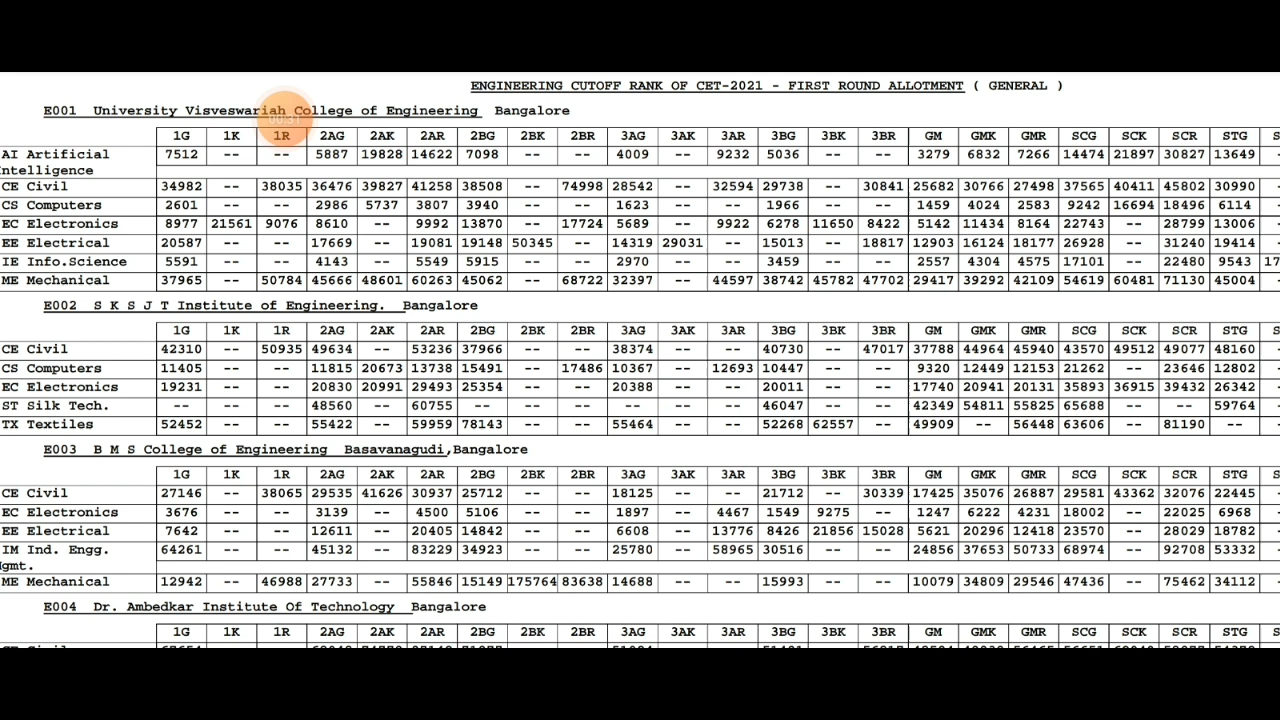 ENGINEERING CUTOFF RANK OF CET-2021 - FIRST ROUND ALLOTMENT ( GENERAL )
E001 University Visveswariah College of Engineering Bangalore
00:31
1G 1K 1R 2AG 2AK 2AR 2BG 2BK 2BR 3AG 3AK 3AR 3BG 3BK 3BR GM GMK GMR SCG SCK SCR STG
AI Artificial 7512 -- -- 5887 19828 14622 7098 -- -- 4009 -- 9232 5036 -- -- 3279 6832 7266 14474 21897 30827 13649 --
Intelligence
CE Civil 34982 -- 38035 36476 39827 41258 38508 -- 74998 28542 -- 32594 29738 -- 30841 25682 30766 27498 37565 40411 45802 30990 --
CS Computers 2601 -- -- 2986 5737 3807 3940 -- -- 1623 -- -- 1966 -- -- 1459 4024 2583 9242 16694 18496 6114 --
EC Electronics 8977 21561 9076 8610 -- 9992 13870 -- 17724 5689 -- 9922 6278 11650 8422 5142 11434 8164 22743 -- 28799 13006 --
EE Electrical 20587 -- -- 17669 -- 19081 19148 50345 -- 14319 29031 -- 15013 -- 18817 12903 16124 18177 26928 -- 31240 19414 --
IE Info.Science 5591 -- -- 4143 -- 5549 5915 -- -- 2970 -- -- 3459 -- -- 2557 4304 4575 17101 -- 22480 9543 17
ME Mechanical 37965 -- 50784 45666 48601 60263 45062 -- 68722 32397 -- 44597 38742 45782 47702 29417 39292 42109 54619 60481 71130 45004 --
E002 S K S J T Institute of Engineering. Bangalore
1G 1K 1R 2AG 2AK 2AR 2BG 2BK 2BR 3AG 3AK 3AR 3BG 3BK 3BR GM GMK GMR SCG SCK SCR STG
CE Civil 42310 -- 50935 49634 -- 53236 37966 -- -- 38374 -- -- 40730 -- 47017 37788 44964 45940 43570 49512 49077 48160 --
CS Computers 11405 -- -- 11815 20673 13738 15491 -- 17486 10367 -- 12693 10447 -- -- 9320 12449 12153 21262 -- 23646 12802 --
EC Electronics 19231 -- -- 20830 20991 29493 25354 -- -- 20388 -- -- 20011 -- -- 17740 20941 20131 35893 36915 39432 26342 --
ST Silk Tech. -- -- -- 48560 -- 60755 -- -- -- -- -- -- 46047 -- -- 42349 54811 55825 65688 -- -- 59764 --
TX Textiles 52452 -- -- 55422 -- 59959 78143 -- -- 55464 -- -- 52268 62557 -- 49909 -- 56448 63606 -- 81190 -- --
E003 B M S College of Engineering Basavanagudi,Bangalore
1G 1K 1R 2AG 2AK 2AR 2BG 2BK 2BR 3AG 3AK 3AR 3BG 3BK 3BR GM GMK GMR SCG SCK SCR STG
CE Civil 27146 -- 38065 29535 41626 30937 25712 -- -- 18125 -- -- 21712 -- 30339 17425 35076 26887 29581 43362 32076 22445 --
EC Electronics 3676 -- -- 3139 -- 4500 5106 -- -- 1897 -- 4467 1549 9275 -- 1247 6222 4231 18002 -- 22025 6968 --
EE Electrical 7642 -- -- 12611 -- 20405 14842 -- -- 6608 -- 13776 8426 21856 15028 5621 20296 12418 23570 -- 28029 18782 --
IM Ind. Engg. 64261 -- -- 45132 -- 83229 34923 -- -- 25780 -- 58965 30516 -- -- 24856 37653 50733 68974 -- 92708 53332 --
ME Mechanical 12942 -- 46988 27733 -- 55846 15149 175764 83638 14688 -- -- 15993 -- -- 10079 34809 29546 47436 -- 75462 34112 --
E004 Dr. Ambedkar Institute Of Technology Bangalore
1G 1K 1R 2AG 2AK 2AR 2BG 2BK 2BR 3AG 3AK 3AR 3BG 3BK 3BR GM GMK GMR SCG SCK SCR STG